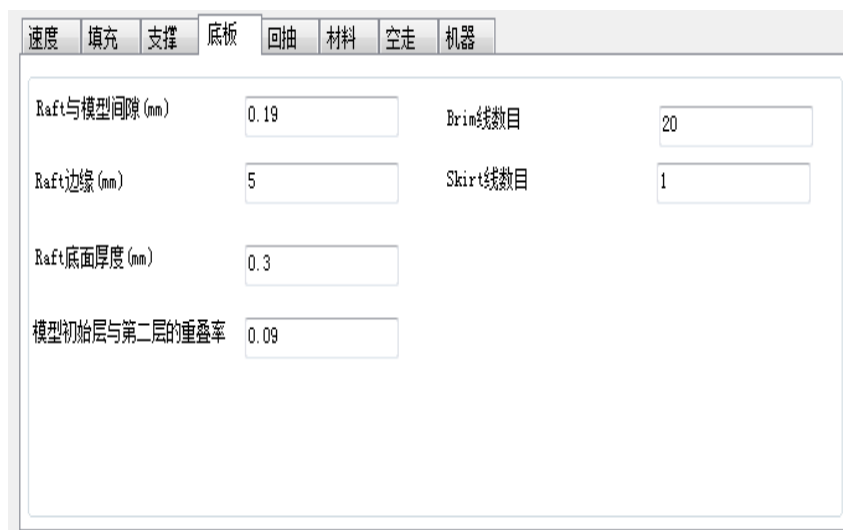 速度 填充 支撑 底板 回抽 材料 空走 机器
Raft与模型间隙(mm) 0.19 Brim线数目 20
Raft边缘(mm) 5 Skirt线数目 1
Raft底面厚度(mm) 0.3
模型初始层与第二层的重叠率 0.09